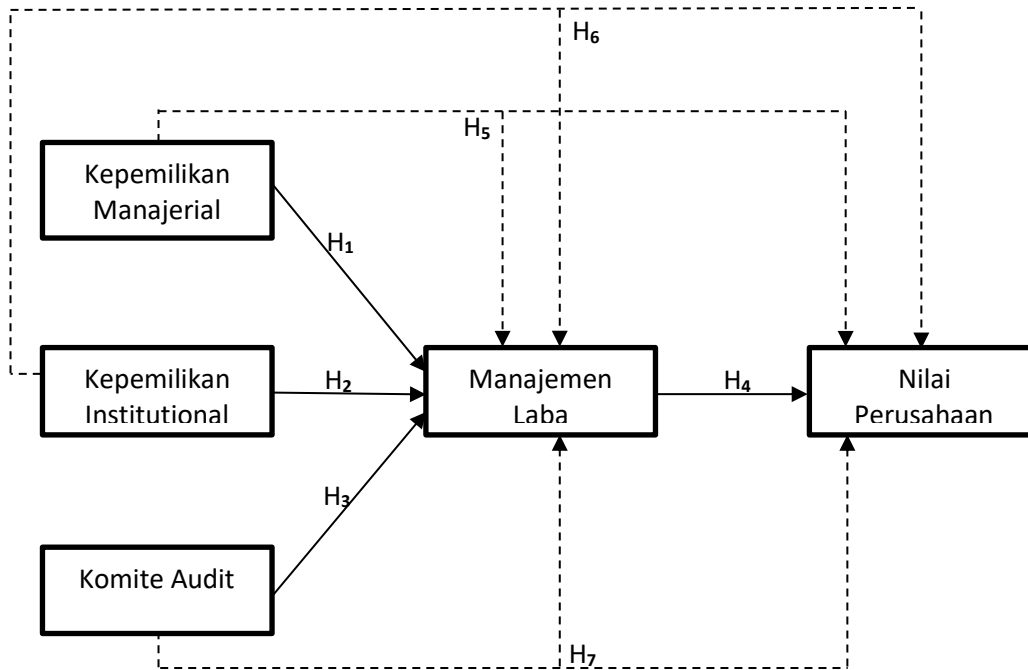 H6
H5
Kepemilikan
Manajerial
H1
Kepemilikan
Institutional
H2
Manajemen
Laba
H4
Nilai
Perusahaan
H3
Komite Audit
H7